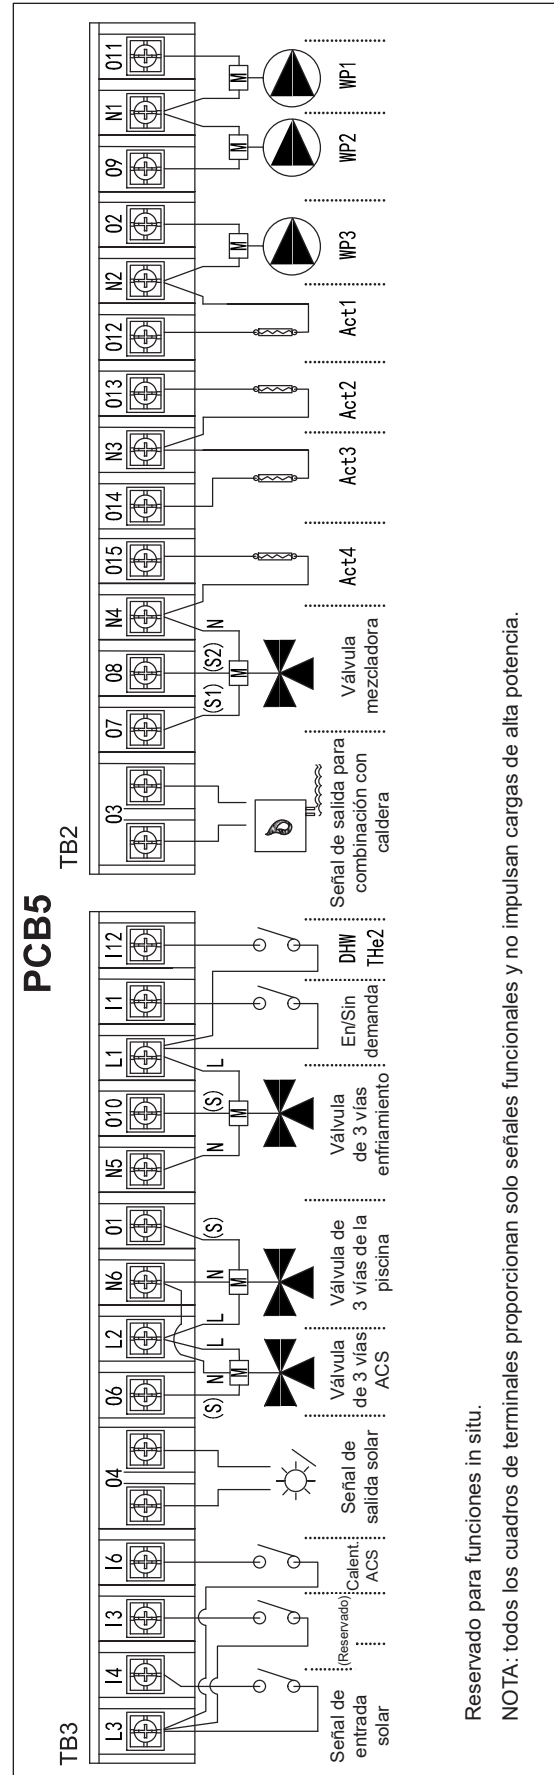 PCB5
TB3
L3
I4
I3
I6
04
06
L2
N6
01
N5
010
L1
I1
I12
(S)
N
L
L
N
(S)
N
(S)
L
M
M
M
Señal de
entrada
solar
(Reservado)
Calent.
ACS
Señal de
salida solar
Válvula
de 3 vías
ACS
Válvula de
3 vías de la
piscina
Válvula
de 3 vías
enfriamiento
En/Sin
demanda
DHW
THe2
TB2
03
07
08
N4
015
014
N3
013
012
N2
02
09
N1
011
(S1)
(S2)
N
M
M
M
M
Señal de salida para
combinación con
caldera
Válvula
mezcladora
Act4
Act3
Act2
Act1
WP3
WP2
WP1
Reservado para funciones in situ.
NOTA: todos los cuadros de terminales proporcionan solo señales funcionales y no impulsan cargas de alta potencia.